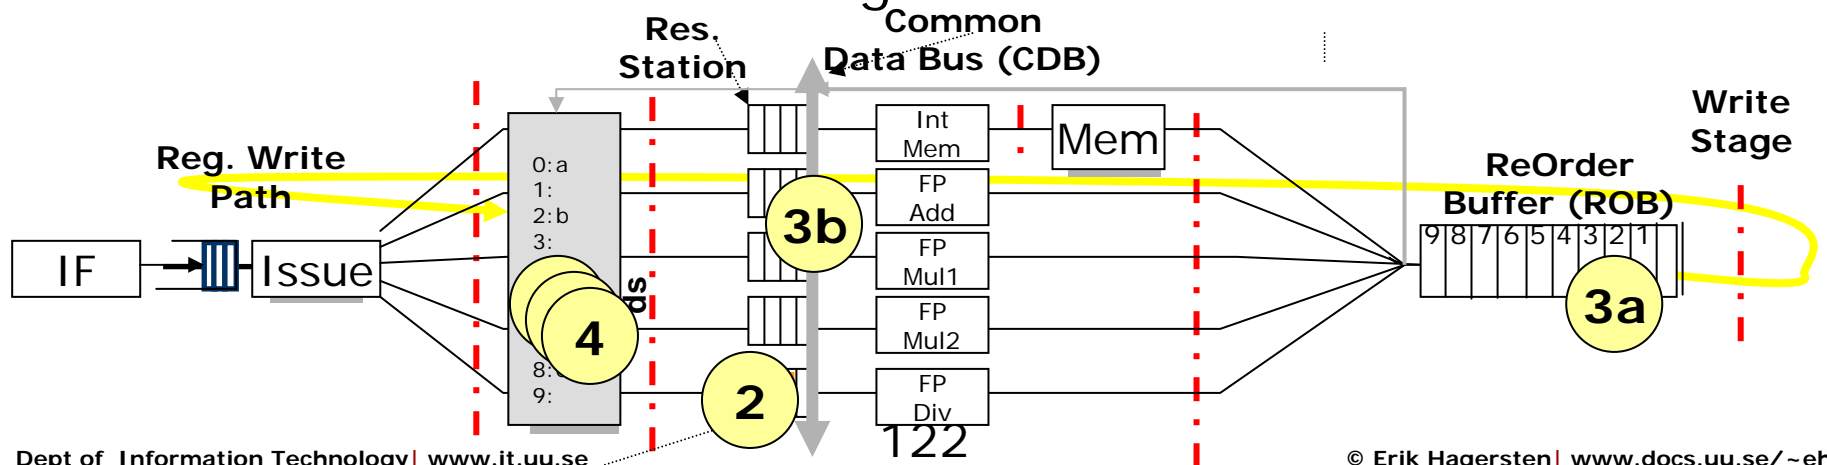 Common
Data Bus (CDB)
Res.
Station
Write
Stage
Reg. Write
Path
ReOrder
Buffer (ROB)
IF
Issue
0:a
1:
2:b
3:
8:
9:
ds
4
2
3b
Int
Mem
Mem
FP
Add
FP
Mul1
FP
Mul2
FP
Div
9 8 7 6 5 4 3 2 1
3a
122
Dept of Information Technology| www.it.uu.se
© Erik Hagersten| www.docs.uu.se/~eh